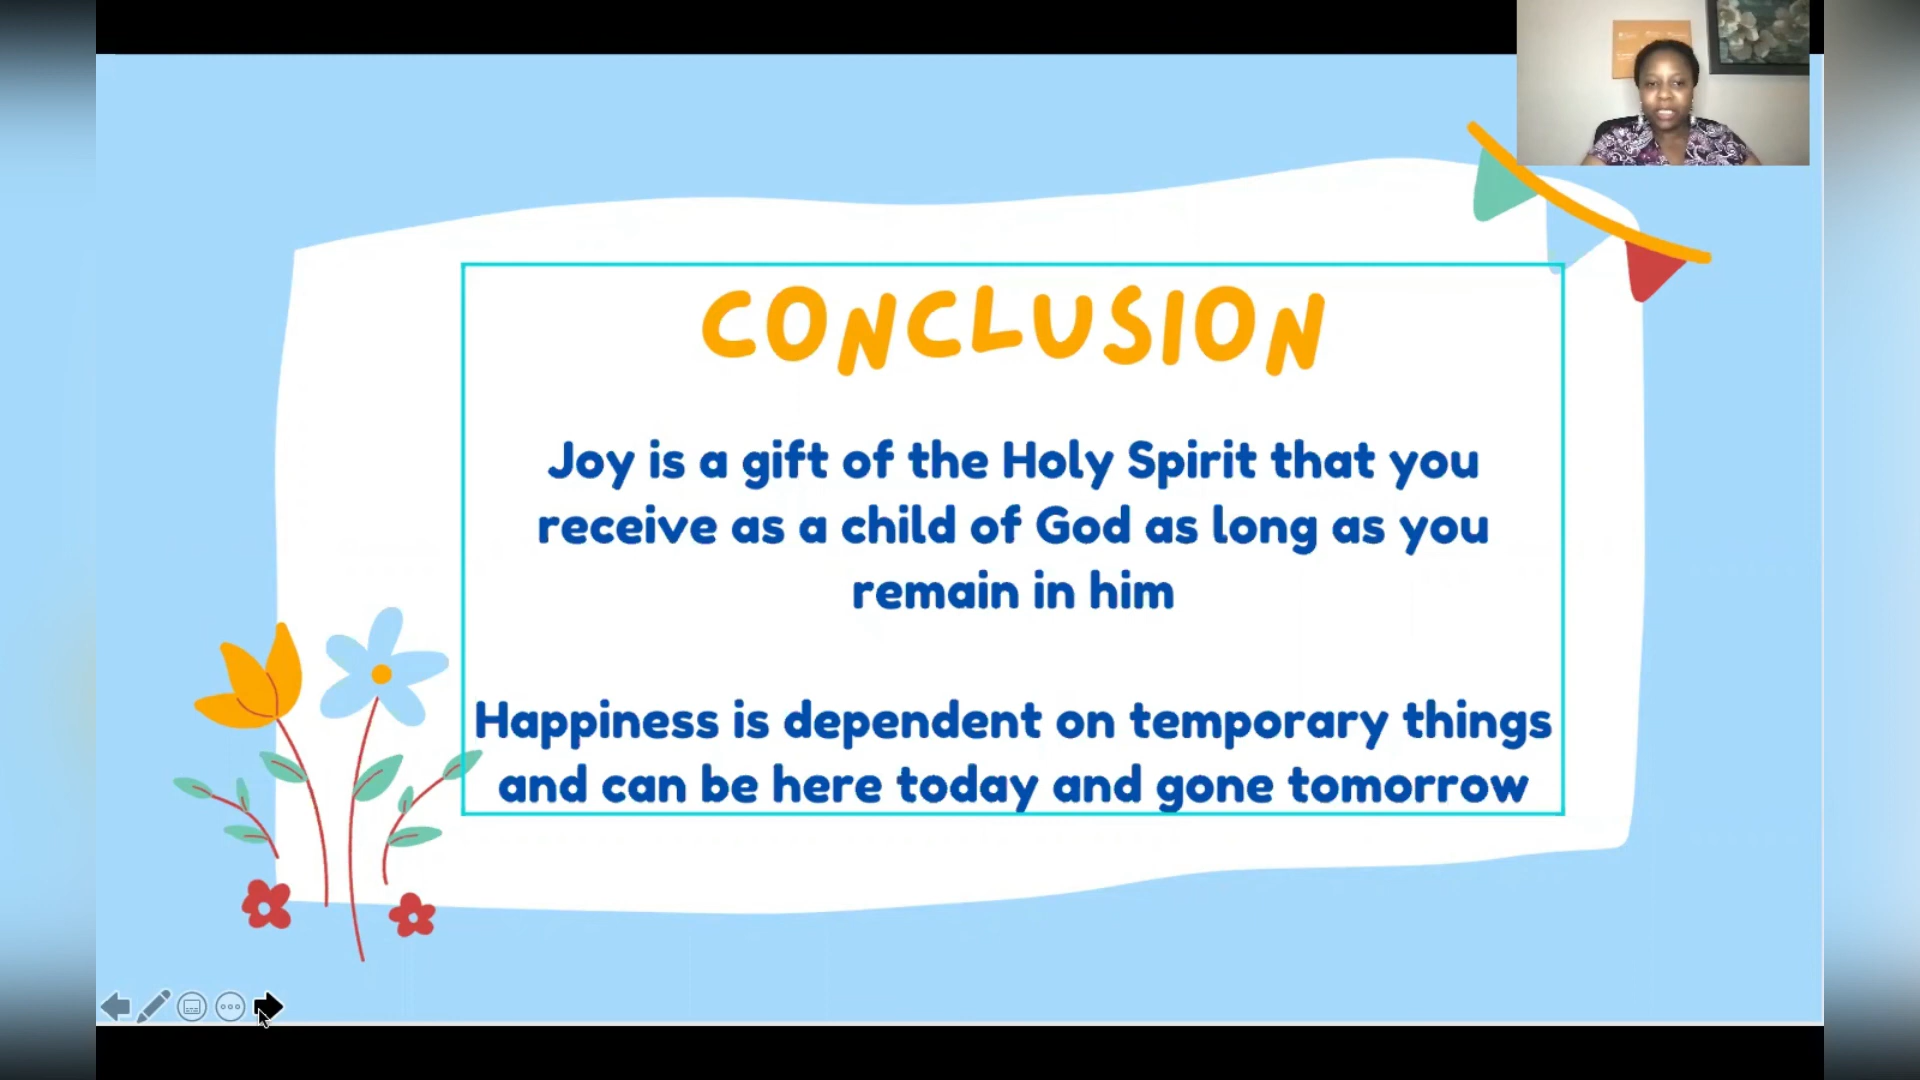 CONCLUSION
Joy is a gift of the Holy Spirit that you
receive as a child of God as long as you
remain in him
Happiness is dependent on temporary things
and can be here today and gone tomorrow